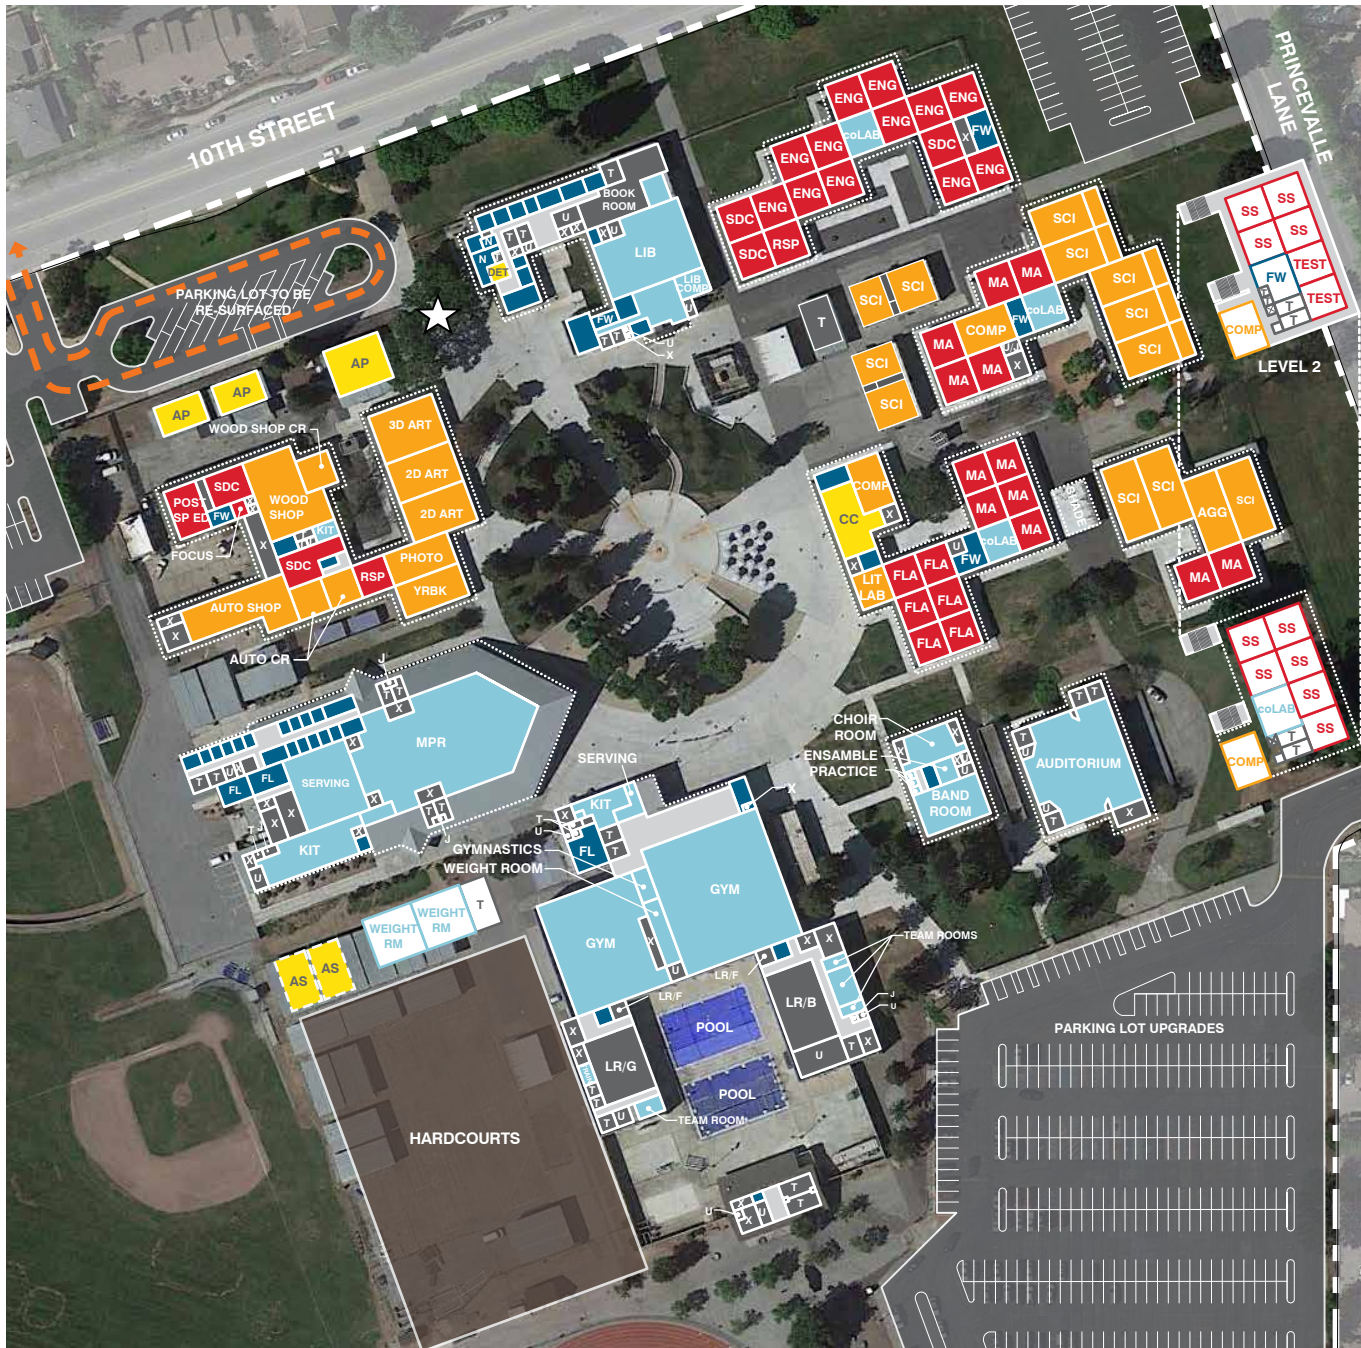 10TH STREET
PRINCEVALLE
LANE
PARKING LOT TO BE
RE-SURFACED
ENG
ENG
ENG
ENG
ENG
coLAB
ENG
ENG
SDC
X
FW
ENG
ENG
ENG
ENG
ENG
SDC
SDC
RSP
T
BOOK
ROOM
U
X
X
X
U
T
T
X
U
N
N
T
DET
LIB
LIB
COMP
U
FW
T
T
U
X
SS
SS
SS
SS
TEST
FW
TEST
T
X
T
T
COMP
LEVEL 2
SCI
SCI
SCI
SCI
SCI
MA
MA
COMP
FW
coLAB
MA
MA
MA
U/J
X
SCI
SCI
T
SCI
SCI
AP
AP
AP
WOOD SHOP CR
3D ART
2D ART
2D ART
PHOTO
YRBK
POST
SP ED
SDC
FW
WOOD
SHOP
KIT
FOCUS
X
SDC
RSP
AUTO SHOP
X
X
AUTO CR
COMP
CC
X
X
LIT
LAB
MA
MA
MA
MA
MA
coLAB
U
FW
FLA
FLA
FLA
FLA
FLA
FLA
SHADE
SCI
SCI
AGG
SCI
MA
MA
SS
SS
SS
SS
SS
SS
coLAB
T
X
T
T
COMP
J
T
T
X
MPR
X
SERVING
T
T
U
FL
FL
X
X
X
X
T
T
J
T
J
X
U
KIT
X
SERVING
KIT
X
T
U
T
T
FL
J
X
GYMNASTICS
WEIGHT ROOM
CHOIR
ROOM
ENSAMBLE
PRACTICE
X
X
X
U
U
BAND
ROOM
T
T
T
U
AUDITORIUM
U
T
X
GYM
GYM
X
U
WEIGHT
RM
WEIGHT
RM
T
AS
AS
X
X
TEAM ROOMS
LR/F
LR/F
LR/B
J
U
U
T
X
X
X
LR/G
T
T
T
U
TEAM ROOM
POOL
POOL
HARDCOURTS
PARKING LOT UPGRADES
X
X
U
T
T
U